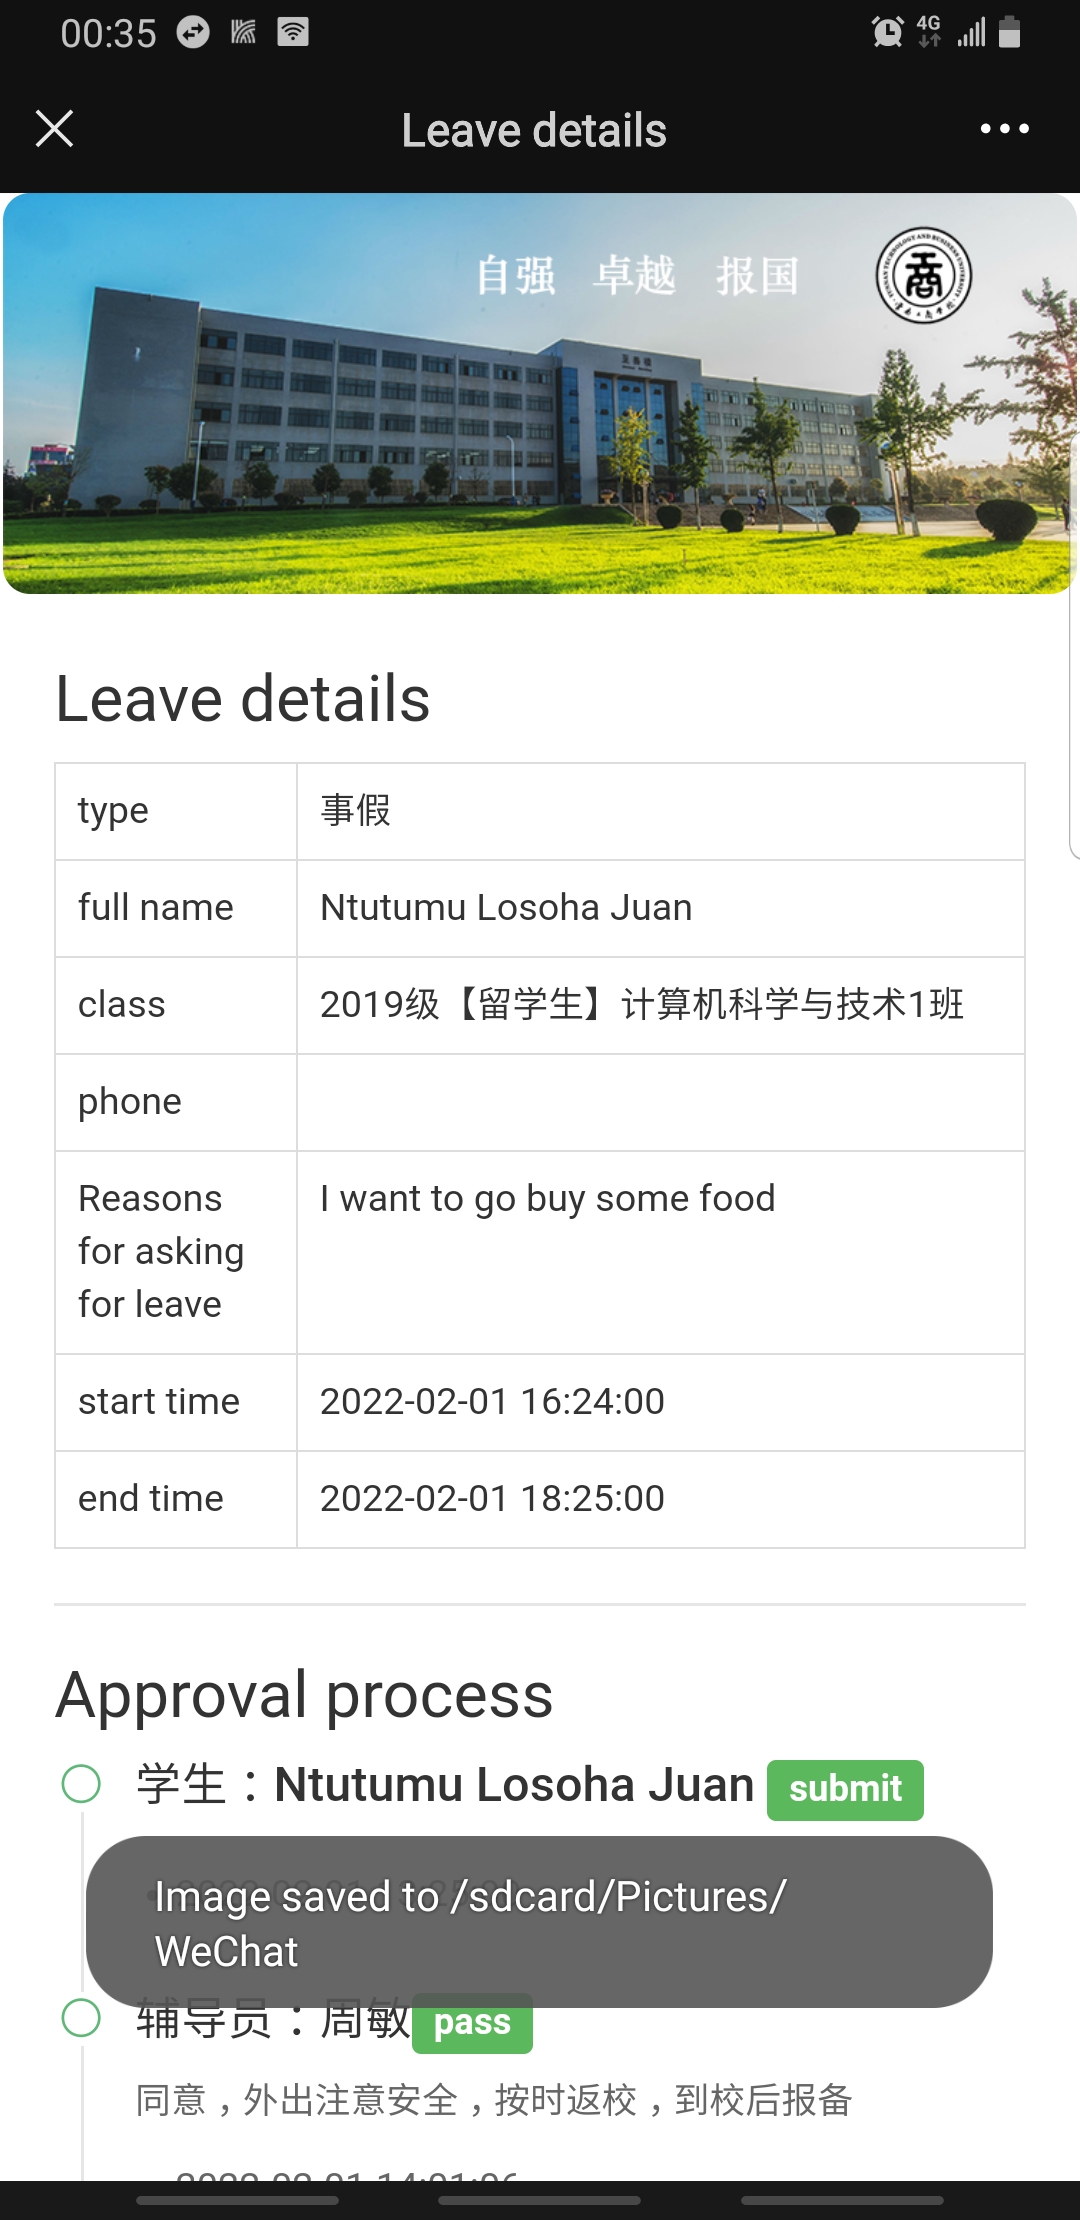 00:35
4G
Leave details
自强 卓越 报国
商
Leave details
type 事假
full name Ntutumu Losoha Juan
class 2019级【留学生】计算机科学与技术1班
phone
Reasons for asking for leave I want to go buy some food
start time 2022-02-01 16:24:00
end time 2022-02-01 18:25:00
Approval process
学生：Ntutumu Losoha Juan submit
Image saved to /sdcard/Pictures/
WeChat
辅导员：周敏 pass
同意，外出注意安全，按时返校，到校后报备